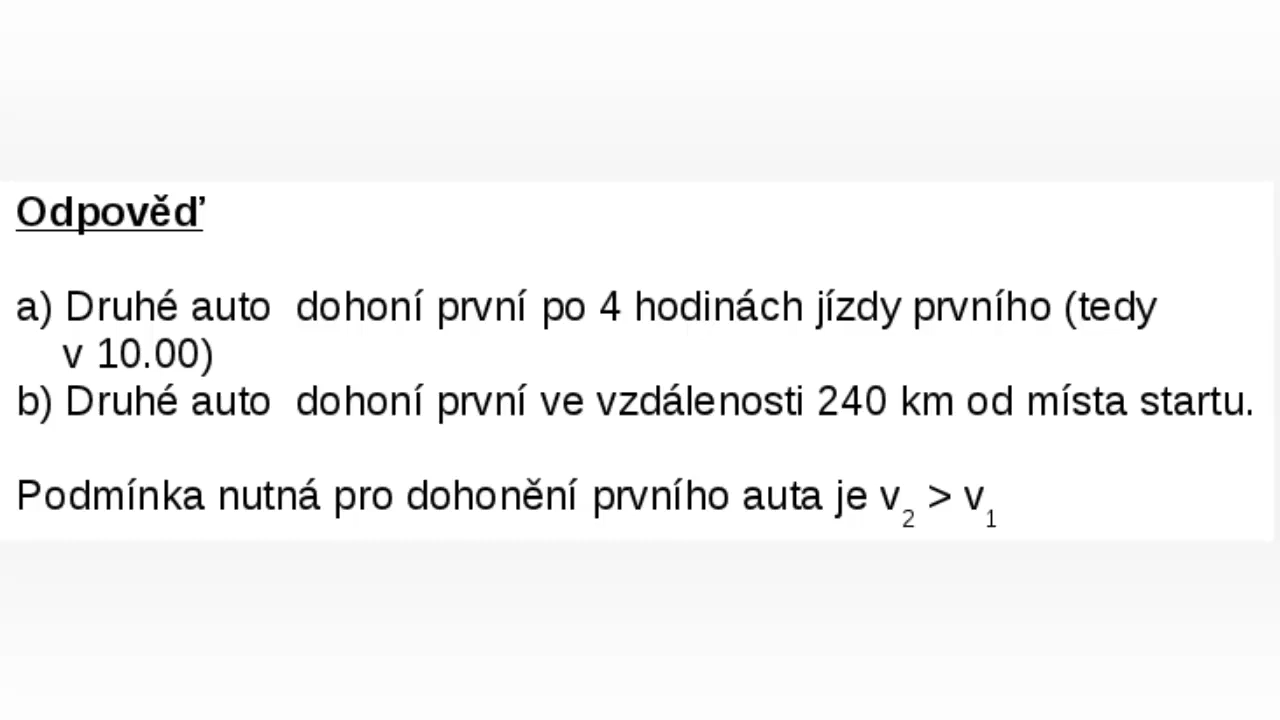 Odpověď
a) Druhé auto  dohoní první po 4 hodinách jízdy prvního (tedy
v 10.00)
b) Druhé auto  dohoní první ve vzdálenosti 240 km od místa startu.
Podmínka nutná pro dohonění prvního auta je v₂ > v₁